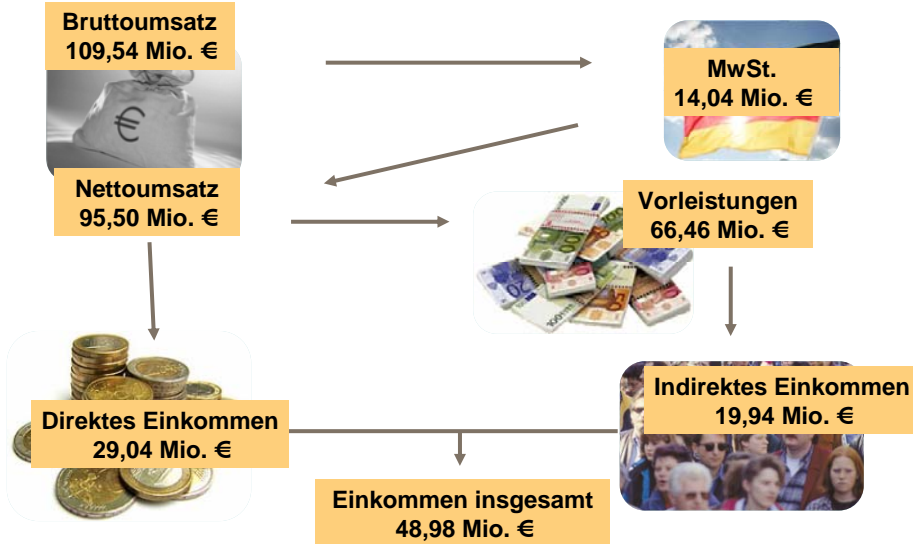 Bruttoumsatz
109,54 Mio. €
MwSt.
14,04 Mio. €
Nettoumsatz
95,50 Mio. €
Vorleistungen
66,46 Mio. €
Direktes Einkommen
29,04 Mio. €
Indirektes Einkommen
19,94 Mio. €
Einkommen insgesamt
48,98 Mio. €